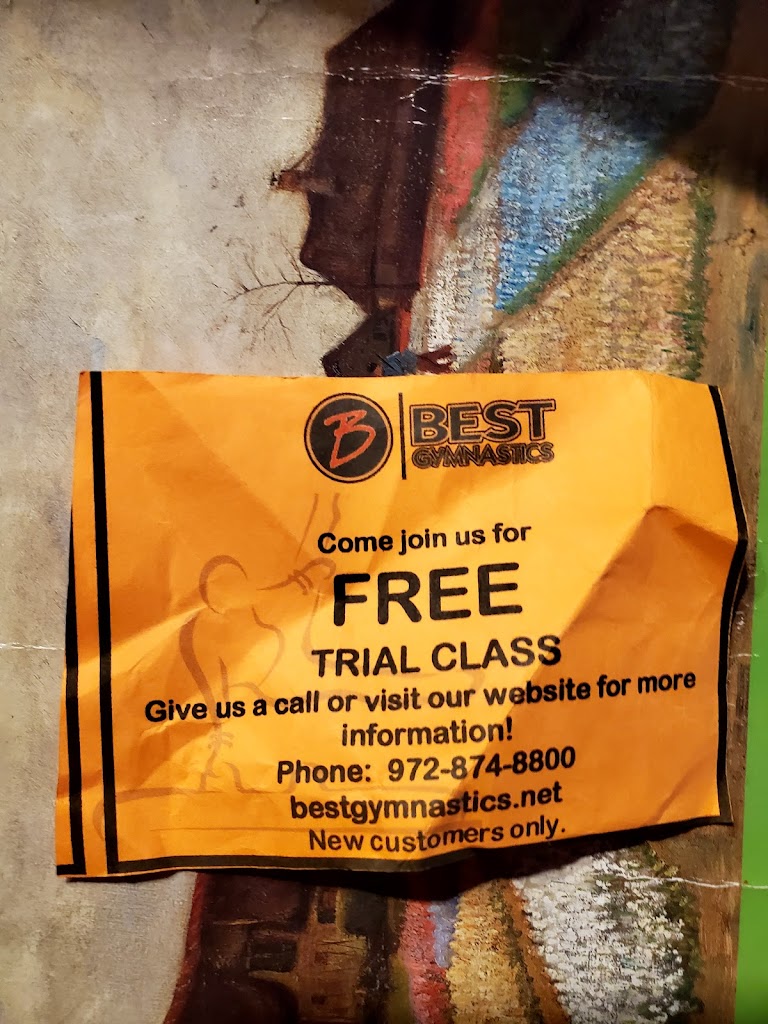 B
BEST
GYMNASTICS
Come join us for
FREE
TRIAL CLASS
Give us a call or visit our website for more
information!
Phone: 972-874-8800
bestgymnastics.net
New customers only.